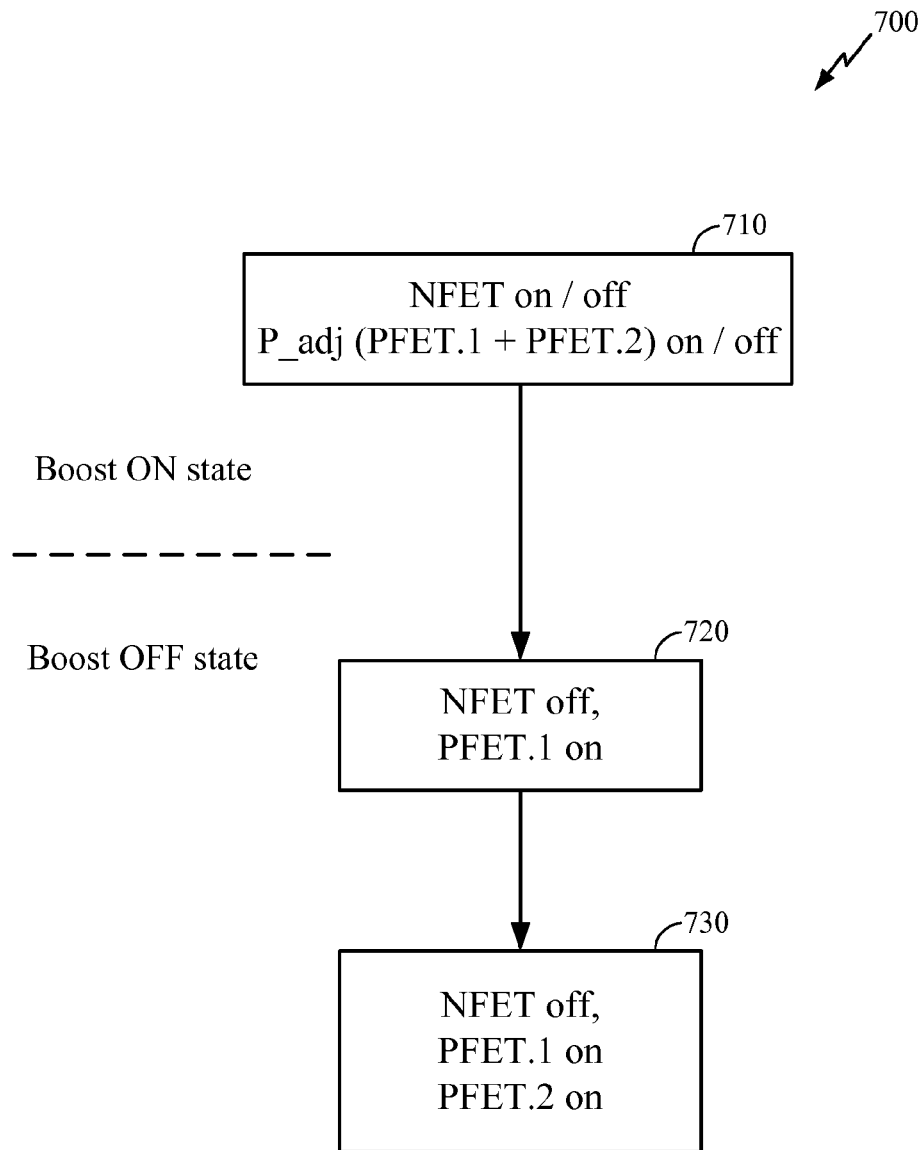 700
710
NFET on / off
P_adj (PFET.1 + PFET.2) on / off
Boost ON state
Boost OFF state
720
NFET off,
PFET.1 on
730
NFET off,
PFET.1 on
PFET.2 on